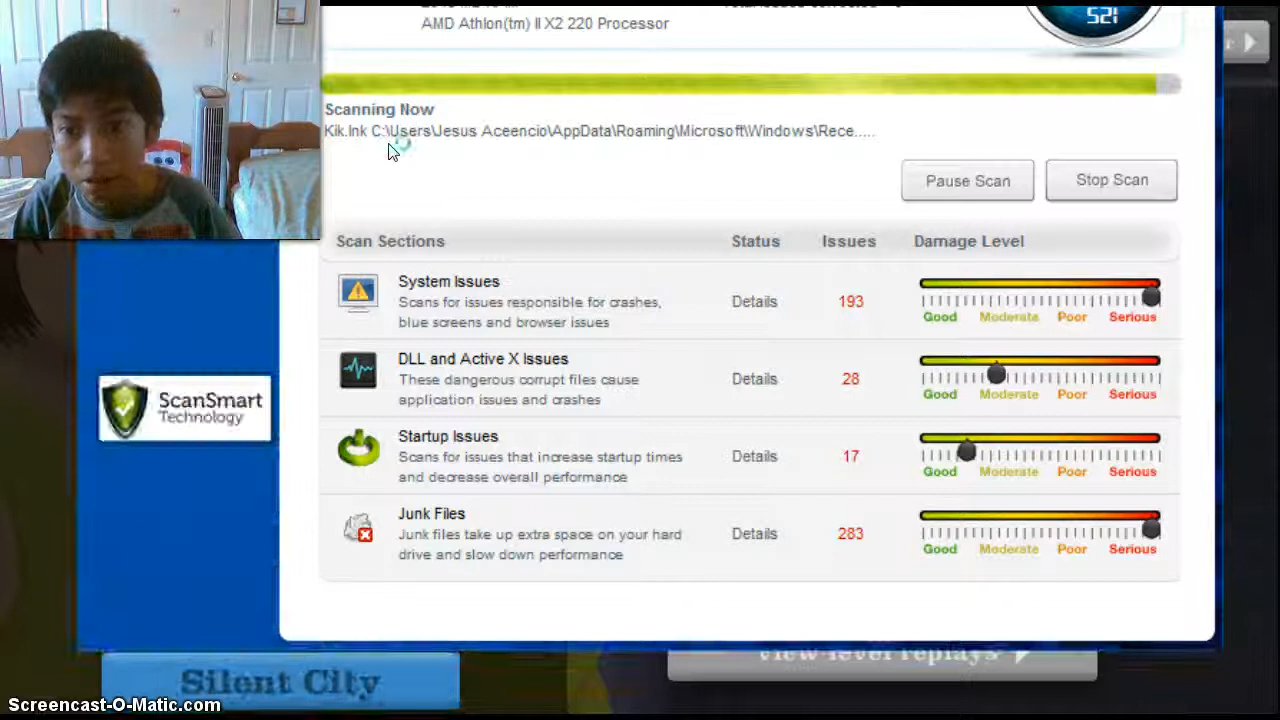 AMD Athlon(tm) II X2 220 Processor
521
Scanning Now
Kik.lnk C:\Users\Jesus Aceencio\AppData\Roaming\Microsoft\Windows\Rece.....
Pause Scan
Stop Scan
Scan Sections
Status
Issues
Damage Level
System Issues
Scans for issues responsible for crashes,
blue screens and browser issues
Details
193
Good Moderate Poor Serious
DLL and Active X Issues
These dangerous corrupt files cause
application issues and crashes
Details
28
Good Moderate Poor Serious
ScanSmart
Technology
Startup Issues
Scans for issues that increase startup times
and decrease overall performance
Details
17
Good Moderate Poor Serious
Junk Files
Junk files take up extra space on your hard
drive and slow down performance
Details
283
Good Moderate Poor Serious
view level replays
Silent City
Screencast-O-Matic.com